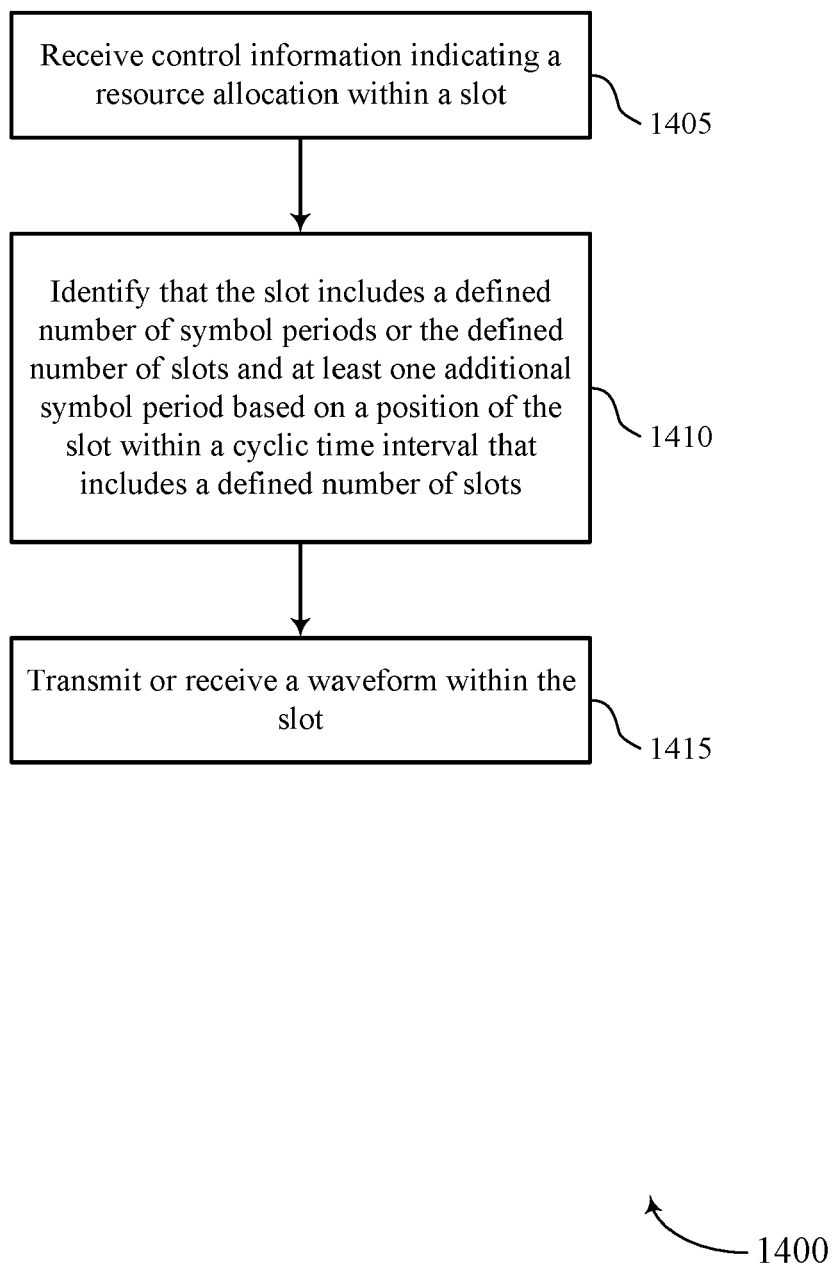 Receive control information indicating a
resource allocation within a slot
1405
Identify that the slot includes a defined
number of symbol periods or the defined
number of slots and at least one additional
symbol period based on a position of the
slot within a cyclic time interval that
includes a defined number of slots
1410
Transmit or receive a waveform within the
slot
1415
1400